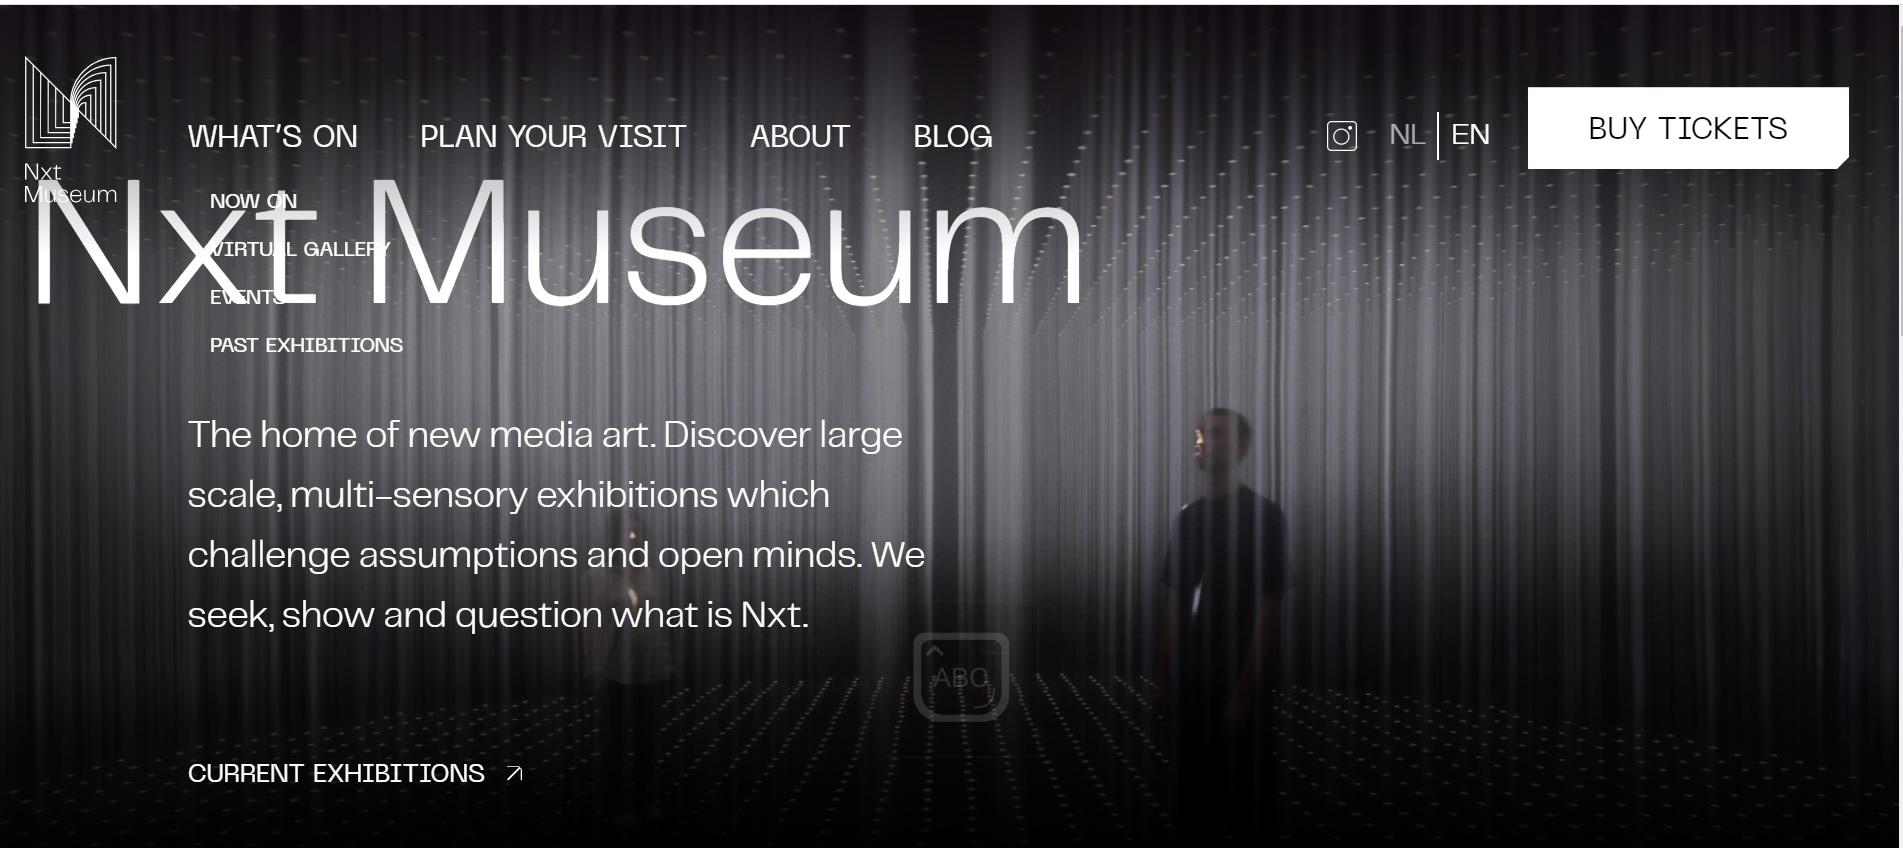 Nxt
Museum
WHAT'S ON
PLAN YOUR VISIT
ABOUT
BLOG
NL
EN
BUY TICKETS
Nxt Museum
NOW ON
VIRTUAL GALLERY
EVENTS
PAST EXHIBITIONS
The home of new media art. Discover large
scale, multi-sensory exhibitions which
challenge assumptions and open minds. We
seek, show and question what is Nxt.
ABC
CURRENT EXHIBITIONS